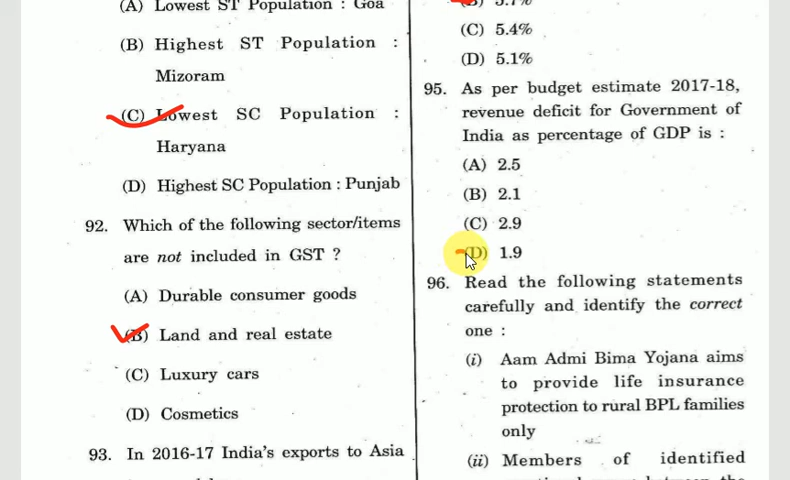 (A) Lowest ST Population : Goa
(B) Highest ST Population :
Mizoram
(C) Lowest SC Population :
Haryana
(D) Highest SC Population : Punjab
92. Which of the following sector/items
are not included in GST ?
(A) Durable consumer goods
(B) Land and real estate
(C) Luxury cars
(D) Cosmetics
93. In 2016-17 India's exports to Asia
(C) 5.4%
(D) 5.1%
95. As per budget estimate 2017-18,
revenue deficit for Government of
India as percentage of GDP is :
(A) 2.5
(B) 2.1
(C) 2.9
(D) 1.9
96. Read the following statements
carefully and identify the correct
one :
(i) Aam Admi Bima Yojana aims
to provide life insurance
protection to rural BPL families
only
(ii) Members of identified